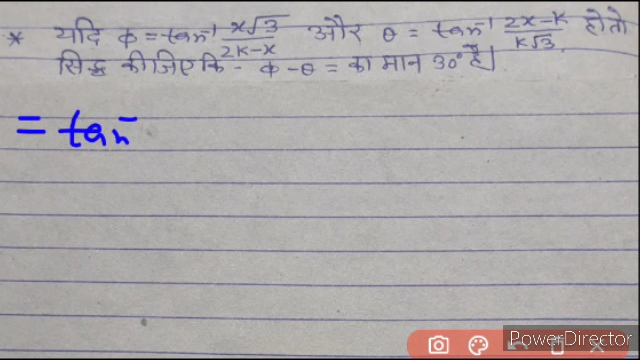 * यदि φ = tan⁻¹ x√3/2k-x और θ = tan⁻¹ 2x-k/k√3 हो तो
सिद्ध कीजिए कि - φ - θ = का मान 30° है।
= tan⁻
PowerDirector